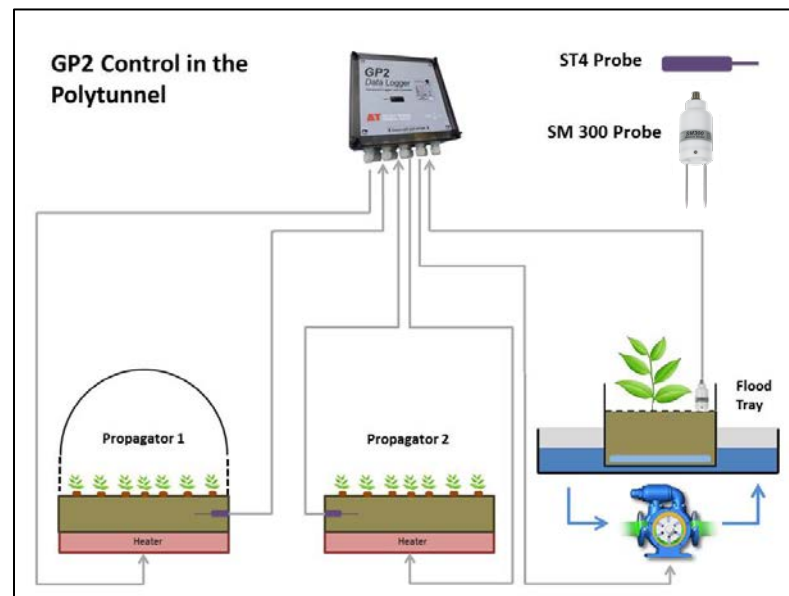 GP2 Control in the
Polytunnel
GP2
Data Logger
ST4 Probe
SM 300 Probe
SM300
Propagator 1
Propagator 2
Flood
Tray
Heater
Heater